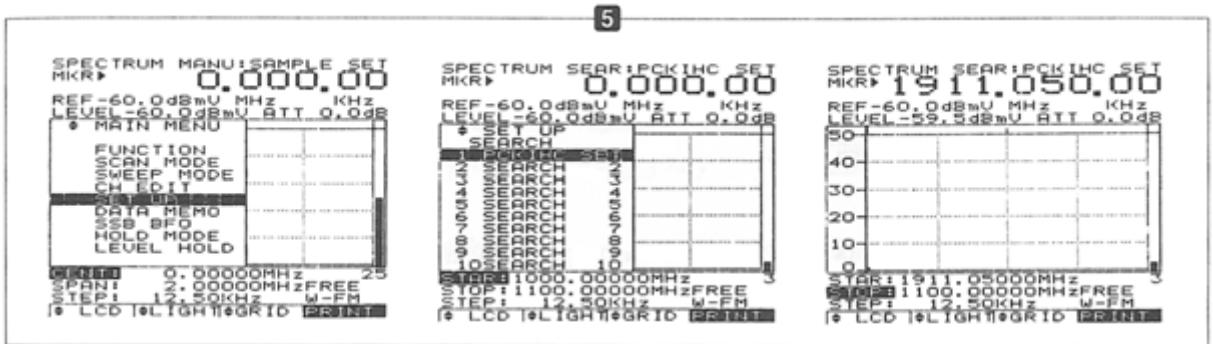 5
SPECTRUM MANU:SAMPLE SET
MKR▶ 0.000.00
REF-60.0dBmV MHz KHz
LEVEL-60.0dBmV ATT 0.0dB
♦ MAIN MENU
FUNCTION
SCAN MODE
SWEEP MODE
CH EDIT
SET UP
DATA MEMO
SSB BFO
HOLD MODE
LEVEL HOLD
CENT: 0.00000MHz 25
SPAN: 2.00000MHzFREE
STEP: 12.50KHz W-FM
♦ LCD ♦LIGHT♦GRID PRINT
SPECTRUM SEAR:PCKIHC SET
MKR▶ 0.000.00
REF-60.0dBmV MHz KHz
LEVEL-60.0dBmV ATT 0.0dB
♦ SET UP
SEARCH
1 PCKIHC SET
2 SEARCH 2
3 SEARCH 3
4 SEARCH 4
5 SEARCH 5
6 SEARCH 6
7 SEARCH 7
8 SEARCH 8
9 SEARCH 9
10SEARCH 10
STAR:1000.00000MHz 3
STOP:1100.00000MHzFREE
STEP: 12.50KHz W-FM
♦ LCD ♦LIGHT♦GRID PRINT
SPECTRUM SEAR:PCKIHC SET
MKR▶ 1911.050.00
REF-60.0dBmV MHz KHz
LEVEL-59.5dBmV ATT 0.0dB
50
40
30
20
10
0
STAR:1911.05000MHz 3
STOP:1100.00000MHzFREE
STEP: 12.50KHz W-FM
♦ LCD ♦LIGHT♦GRID PRINT